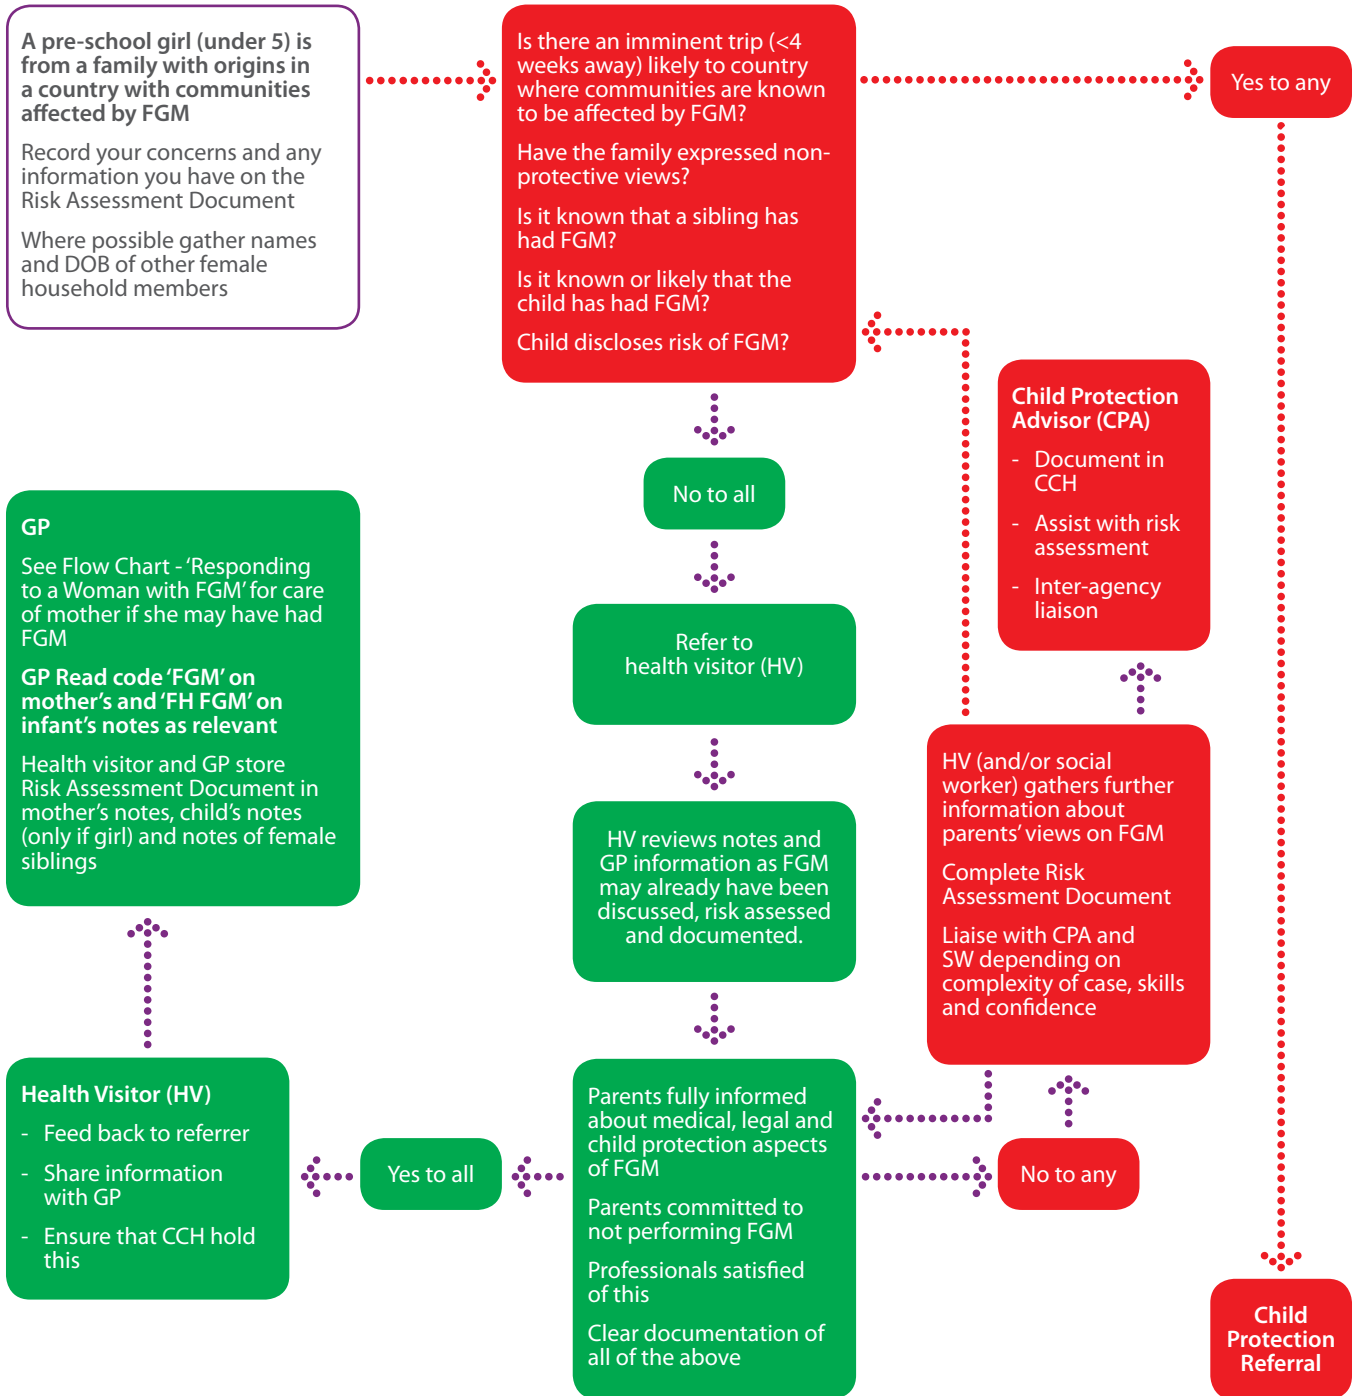 A pre-school girl (under 5) is
from a family with origins in
a country with communities
affected by FGM
Record your concerns and any
information you have on the
Risk Assessment Document
Where possible gather names
and DOB of other female
household members
Is there an imminent trip (<4
weeks away) likely to country
where communities are known
to be affected by FGM?
Have the family expressed non-
protective views?
Is it known that a sibling has
had FGM?
Is it known or likely that the
child has had FGM?
Child discloses risk of FGM?
Yes to any
No to all
Refer to
health visitor (HV)
HV reviews notes and
GP information as FGM
may already have been
discussed, risk assessed
and documented.
Parents fully informed
about medical, legal and
child protection aspects
of FGM
Parents committed to
not performing FGM
Professionals satisfied
of this
Clear documentation of
all of the above
Yes to all
Health Visitor (HV)
- Feed back to referrer
- Share information
with GP
- Ensure that CCH hold
this
GP
See Flow Chart - ‘Responding
to a Woman with FGM’ for care
of mother if she may have had
FGM
GP Read code ‘FGM’ on
mother’s and ‘FH FGM’ on
infant’s notes as relevant
Health visitor and GP store
Risk Assessment Document in
mother’s notes, child’s notes
(only if girl) and notes of female
siblings
No to any
HV (and/or social
worker) gathers further
information about
parents’ views on FGM
Complete Risk
Assessment Document
Liaise with CPA and
SW depending on
complexity of case, skills
and confidence
Child Protection
Advisor (CPA)
- Document in
CCH
- Assist with risk
assessment
- Inter-agency
liaison
Child
Protection
Referral